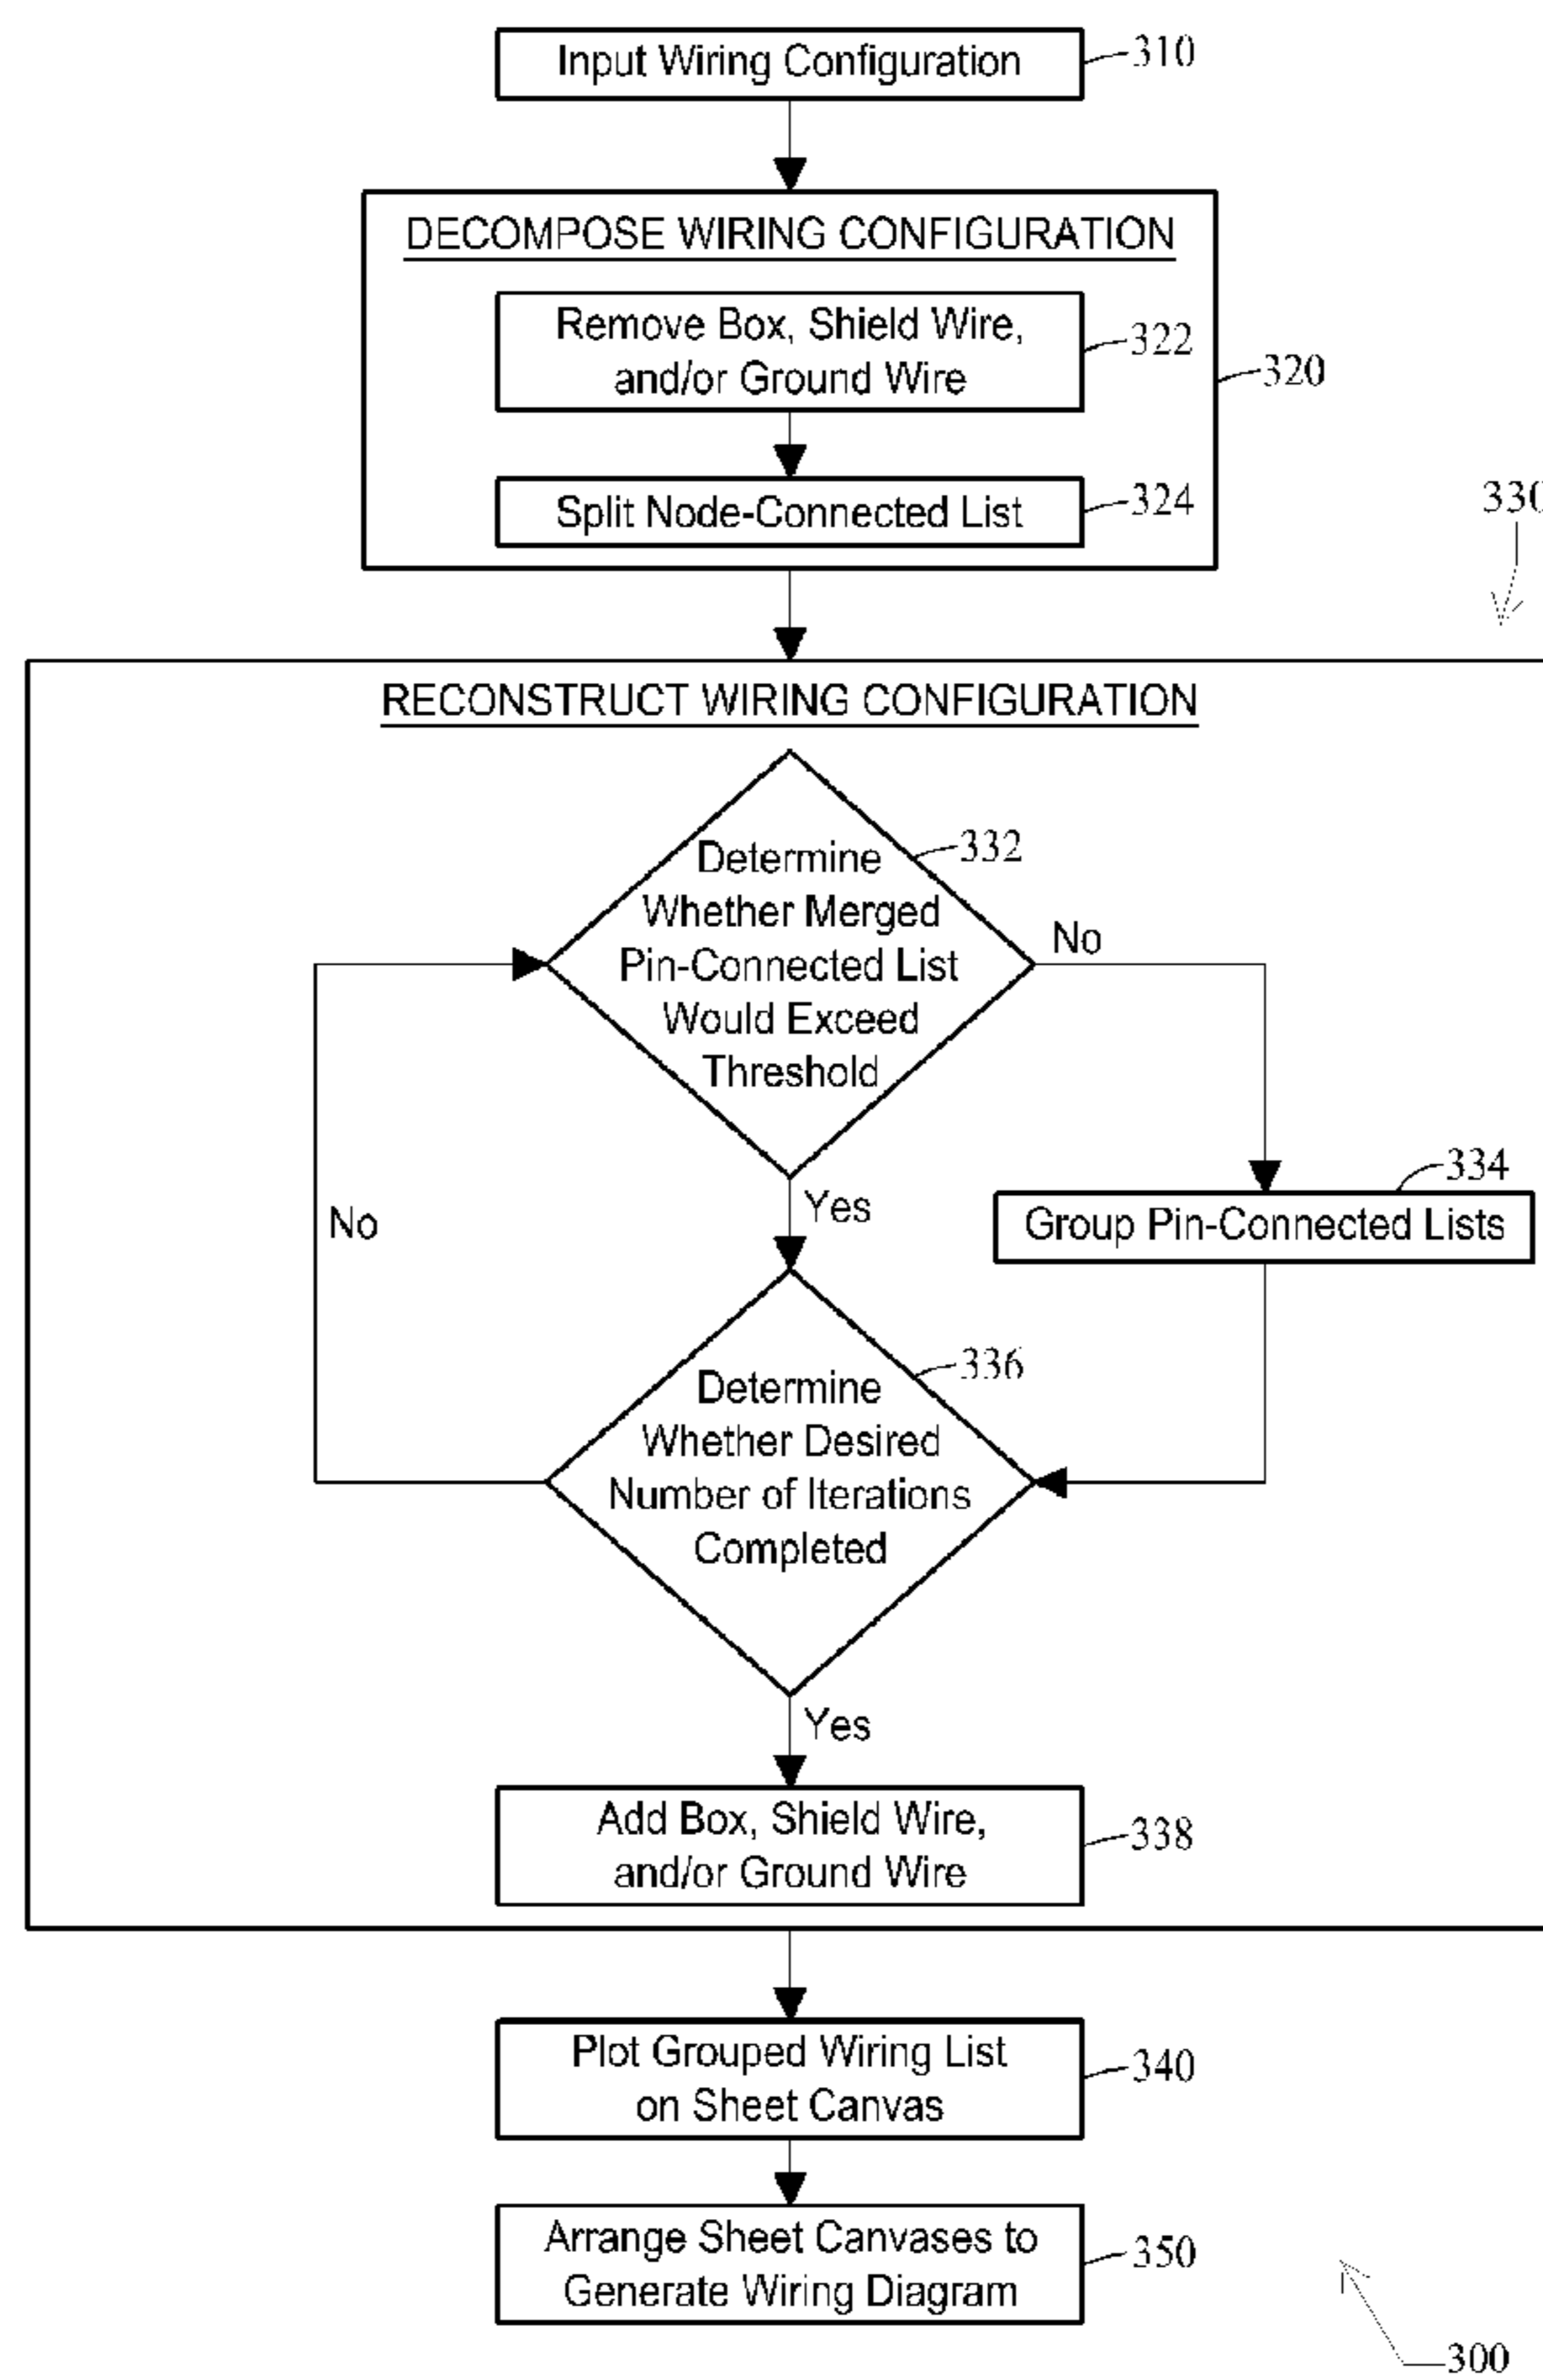 Input Wiring Configuration
310
DECOMPOSE WIRING CONFIGURATION
Remove Box, Shield Wire,
and/or Ground Wire
322
320
Split Node-Connected List
324
330
RECONSTRUCT WIRING CONFIGURATION
Determine
Whether Merged
Pin-Connected List
Would Exceed
Threshold
332
No
Yes
334
Group Pin-Connected Lists
No
Determine
Whether Desired
Number of Iterations
Completed
336
Yes
Add Box, Shield Wire,
and/or Ground Wire
338
Plot Grouped Wiring List
on Sheet Canvas
340
Arrange Sheet Canvases to
Generate Wiring Diagram
350
300